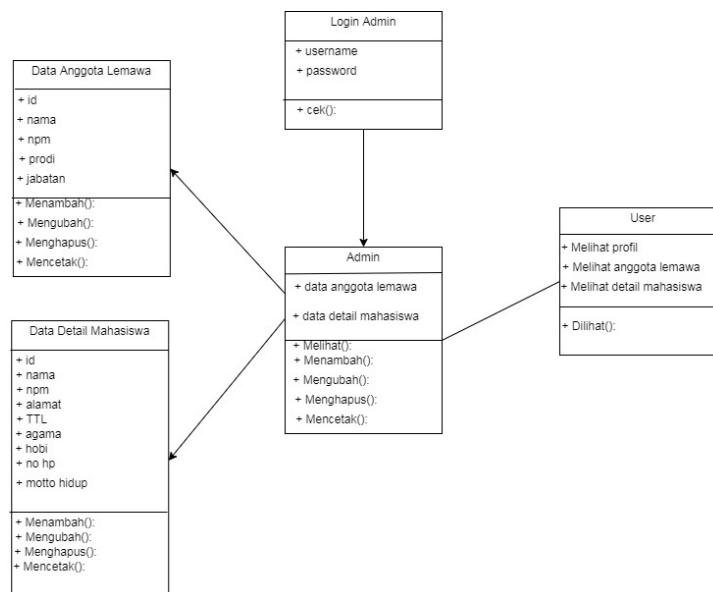 Login Admin
+ username
+ password
+ cek():
Data Anggota Lemawa
+ id
+ nama
+ npm
+ prodi
+ jabatan
+ Menambah():
+ Mengubah():
+ Menghapus():
+ Mencetak():
User
+ Melihat profil
+ Melihat anggota lemawa
+ Melihat detail mahasiswa
+ Dilihat():
Admin
+ data anggota lemawa
+ data detail mahasiswa
+ Melihat():
+ Menambah():
+ Mengubah():
+ Menghapus():
+ Mencetak():
Data Detail Mahasiswa
+ id
+ nama
+ npm
+ alamat
+ TTL
+ agama
+ hobi
+ no hp
+ motto hidup
+ Menambah():
+ Mengubah():
+ Menghapus():
+ Mencetak():